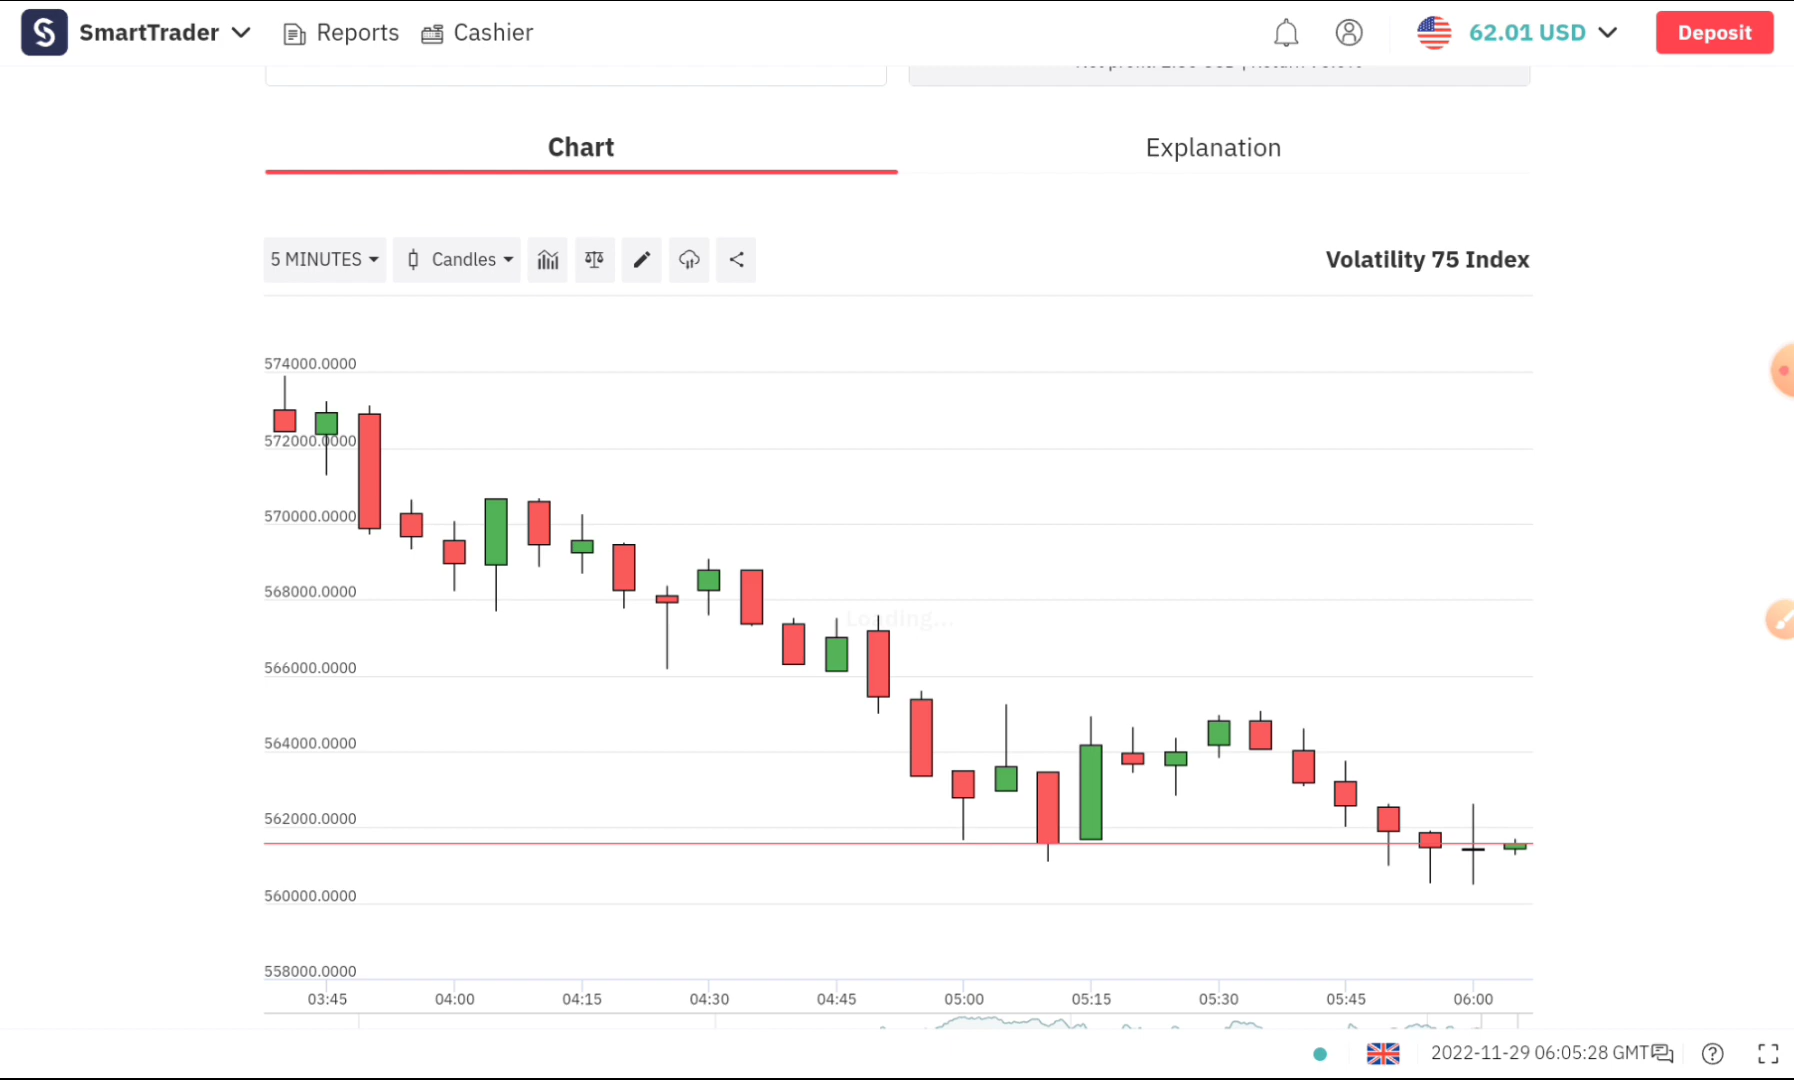 SmartTrader Reports Cashier 62.01 USD Deposit
Chart Explanation
5 MINUTES Candles Volatility 75 Index
574000.0000
572000.0000
570000.0000
568000.0000
Loading...
566000.0000
564000.0000
562000.0000
560000.0000
558000.0000
03:45 04:00 04:15 04:30 04:45 05:00 05:15 05:30 05:45 06:00
2022-11-29 06:05:28 GMT